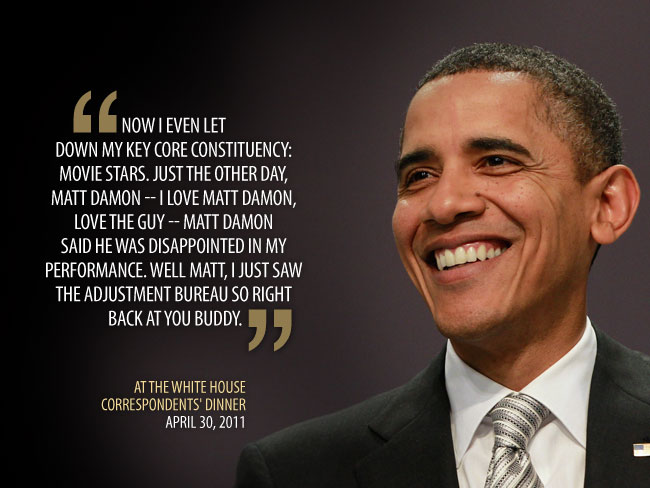 “ NOW I EVEN LET
DOWN MY KEY CORE CONSTITUENCY:
MOVIE STARS. JUST THE OTHER DAY,
MATT DAMON -- I LOVE MATT DAMON,
LOVE THE GUY -- MATT DAMON
SAID HE WAS DISAPPOINTED IN MY
PERFORMANCE. WELL MATT, I JUST SAW
THE ADJUSTMENT BUREAU SO RIGHT
BACK AT YOU BUDDY. ”
AT THE WHITE HOUSE
CORRESPONDENTS' DINNER
APRIL 30, 2011